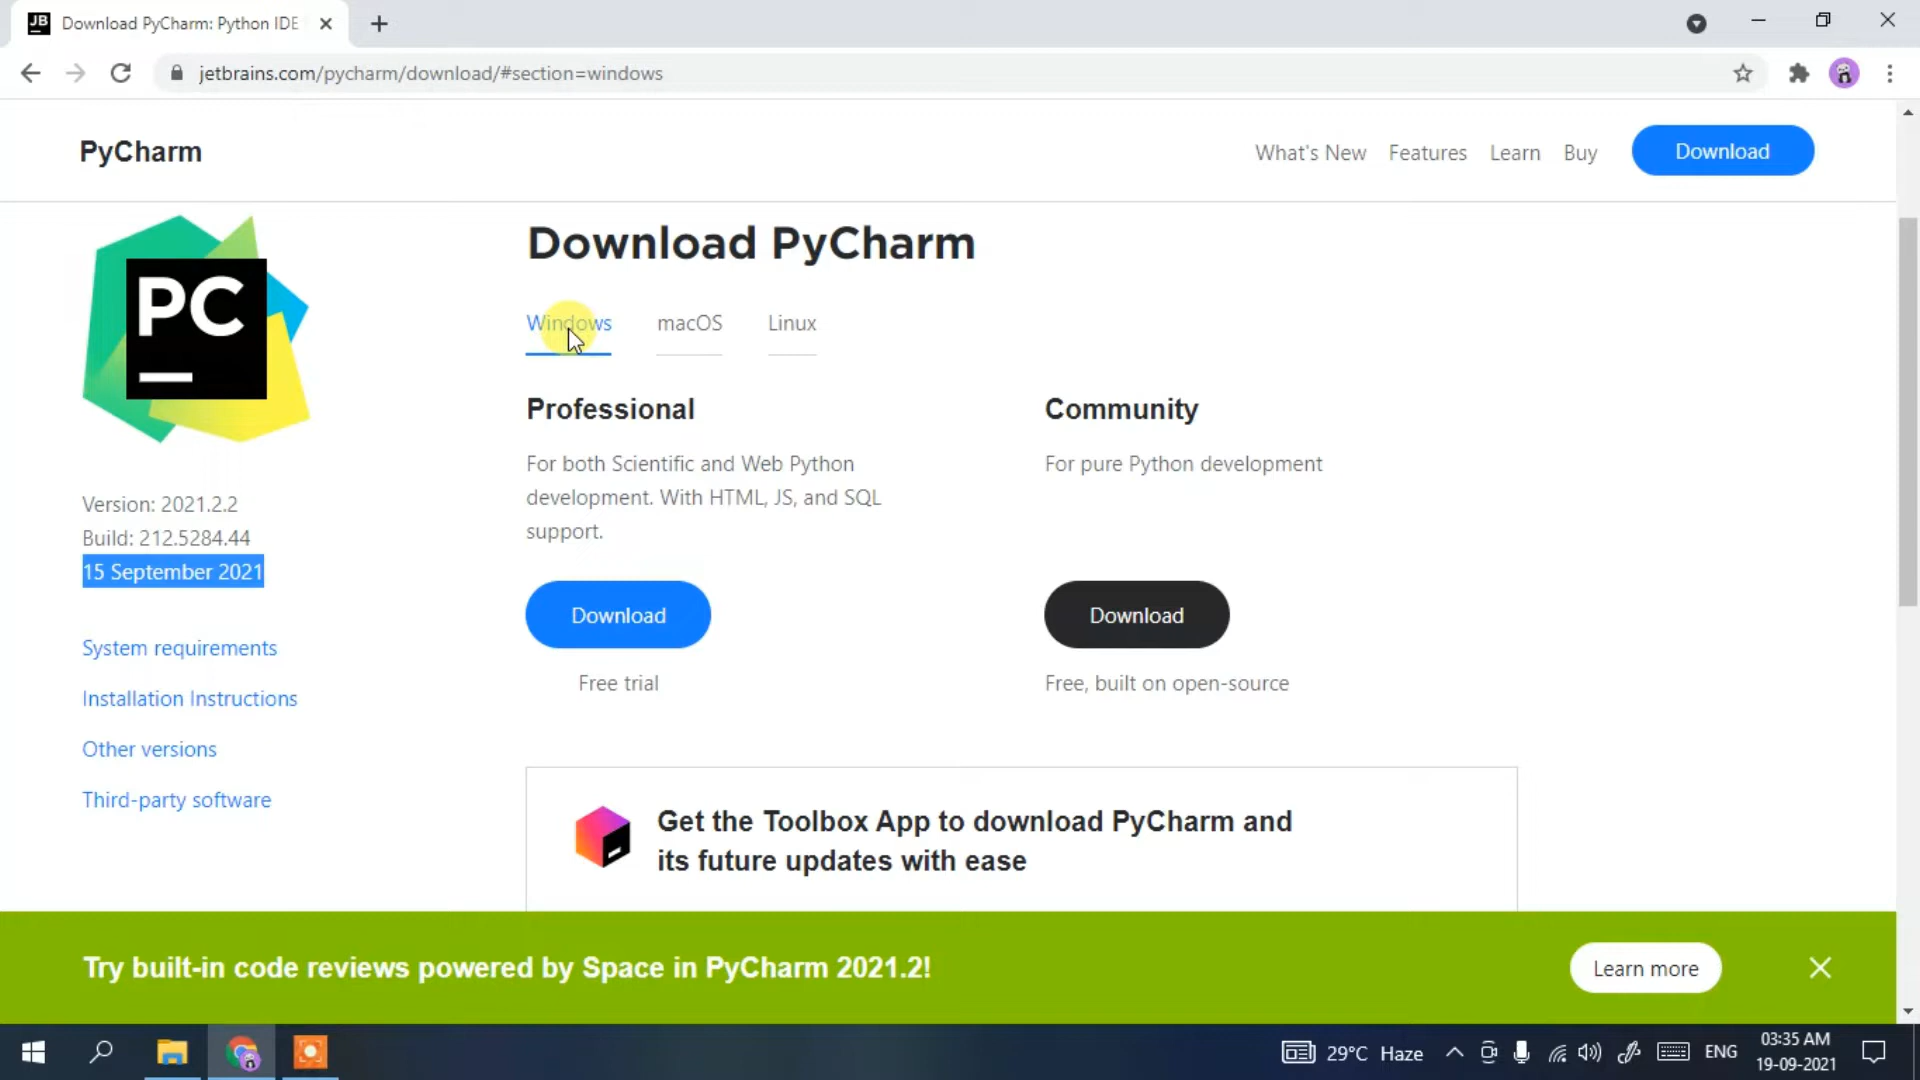 JB
Download PyCharm: Python IDE
jetbrains.com/pycharm/download/#section=windows
PyCharm
What's New Features Learn Buy Download
PC
Download PyCharm
Windows macOS Linux
Professional
For both Scientific and Web Python
development. With HTML, JS, and SQL
support.
Download
Free trial
Community
For pure Python development
Download
Free, built on open-source
Version: 2021.2.2
Build: 212.5284.44
15 September 2021
System requirements
Installation Instructions
Other versions
Third-party software
Get the Toolbox App to download PyCharm and
its future updates with ease
Try built-in code reviews powered by Space in PyCharm 2021.2!
Learn more
29°C Haze
ENG
03:35 AM
19-09-2021